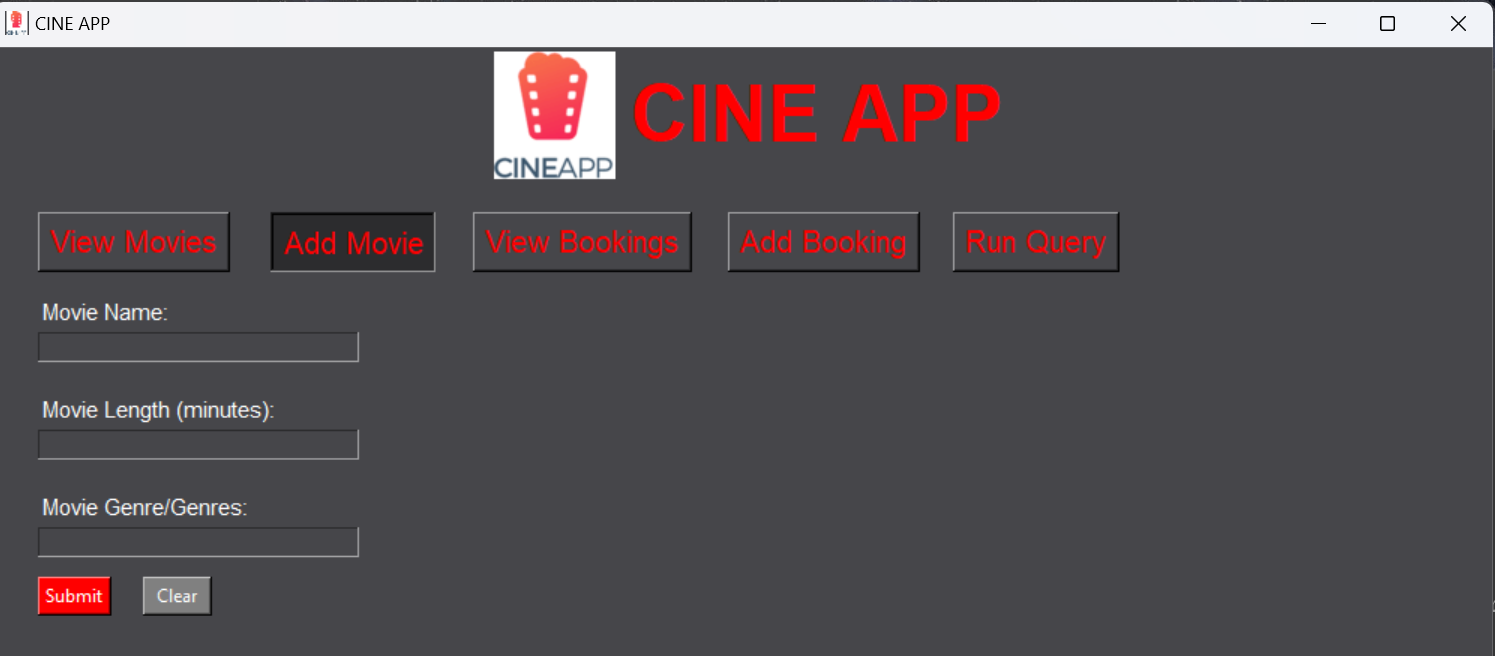 CINE APP
CINE APP
CINEAPP
View Movies Add Movie View Bookings Add Booking Run Query
Movie Name:
Movie Length (minutes):
Movie Genre/Genres:
Submit Clear